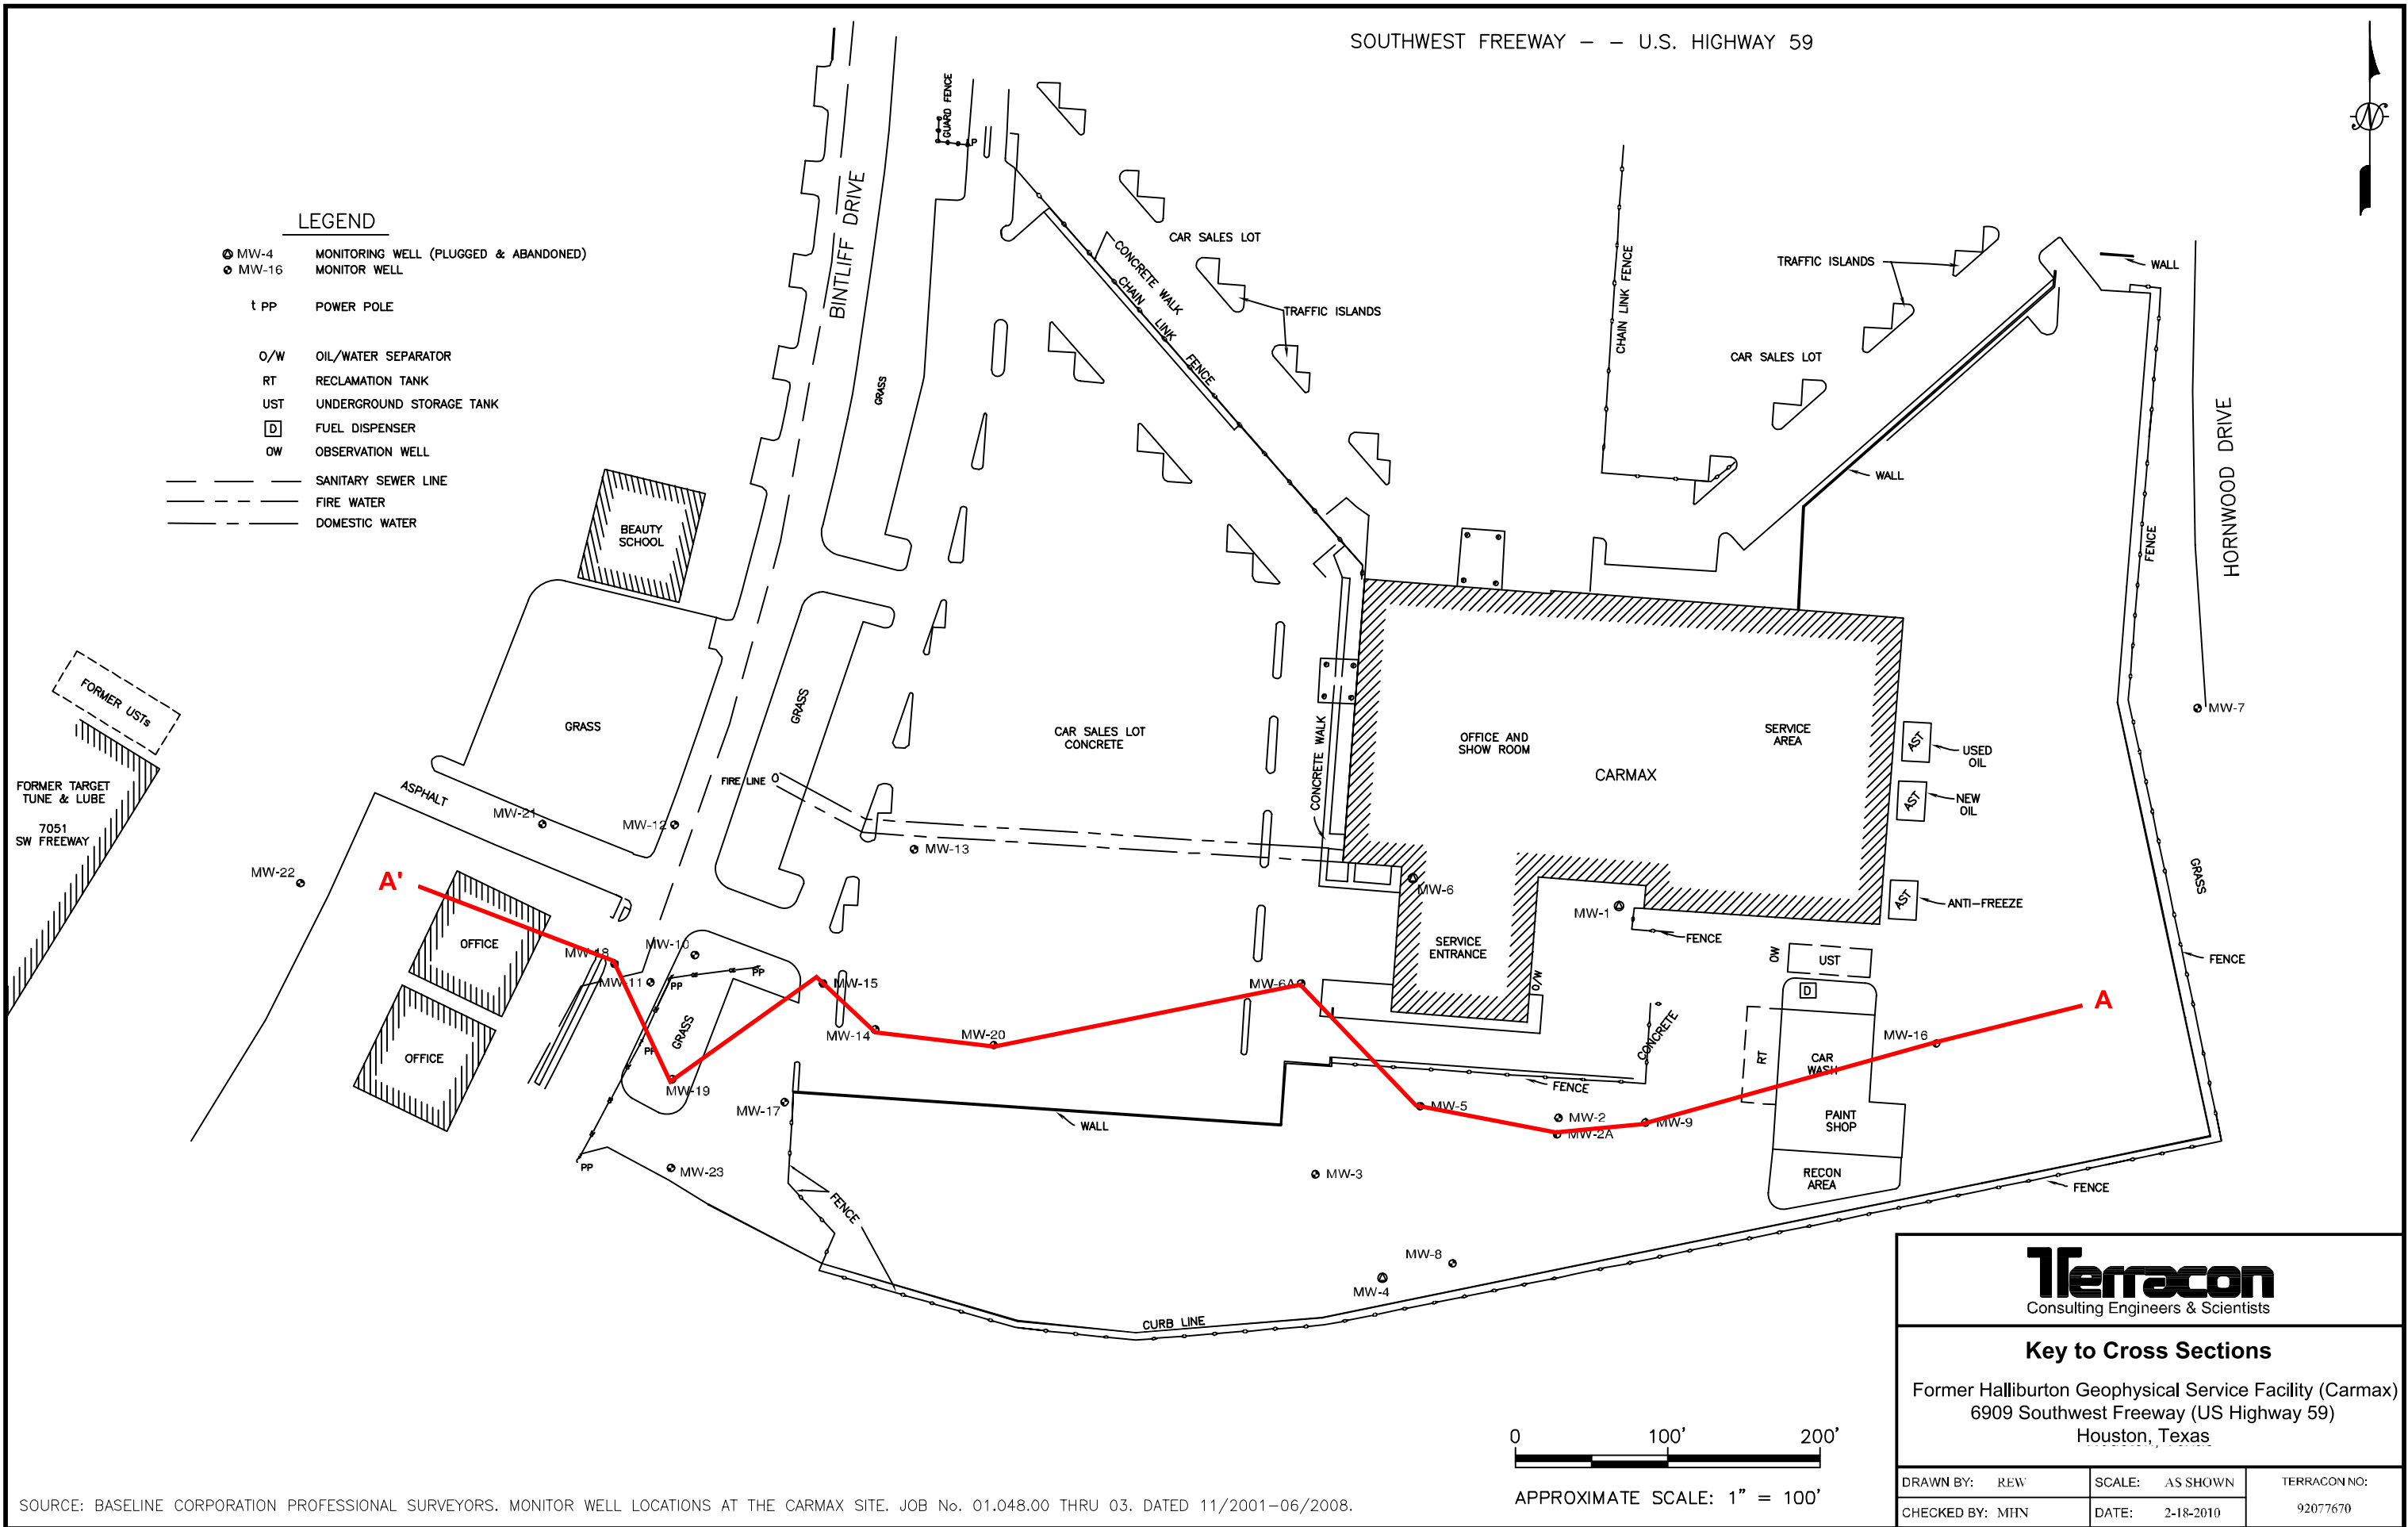 SOUTHWEST FREEWAY - - U.S. HIGHWAY 59
LEGEND
MW-4 MONITORING WELL (PLUGGED & ABANDONED)
MW-16 MONITOR WELL
t PP POWER POLE
O/W OIL/WATER SEPARATOR
RT RECLAMATION TANK
UST UNDERGROUND STORAGE TANK
D FUEL DISPENSER
OW OBSERVATION WELL
SANITARY SEWER LINE
FIRE WATER
DOMESTIC WATER
GUARD FENCE
P
BINTLIFF DRIVE
GRASS
CAR SALES LOT
CONCRETE WALK
CHAIN LINK FENCE
TRAFFIC ISLANDS
CHAIN LINK FENCE
TRAFFIC ISLANDS
CAR SALES LOT
WALL
WALL
HORNWOOD DRIVE
FENCE
BEAUTY
SCHOOL
FORMER USTs
GRASS
GRASS
FORMER TARGET
TUNE & LUBE
7051
SW FREEWAY
ASPHALT
FIRE LINE
CAR SALES LOT
CONCRETE
CONCRETE WALK
OFFICE AND
SHOW ROOM
SERVICE
AREA
CARMAX
MW-7
AST
USED
OIL
AST
NEW
OIL
AST
ANTI-FREEZE
GRASS
FENCE
MW-21
MW-12
MW-13
MW-22
A'
OFFICE
OFFICE
MW-18
MW-10
MW-11
PP
PP
PP
GRASS
MW-19
MW-15
MW-14
MW-20
MW-6A
MW-6
MW-1
FENCE
SERVICE
ENTRANCE
O/W
OW
UST
D
RT
CAR
WASH
PAINT
SHOP
RECON
AREA
MW-16
A
CONCRETE
FENCE
MW-5
MW-2
MW-2A
MW-9
MW-17
WALL
MW-23
PP
FENCE
MW-3
MW-8
MW-4
FENCE
CURB LINE
Terracon
Consulting Engineers & Scientists
Key to Cross Sections
Former Halliburton Geophysical Service Facility (Carmax)
6909 Southwest Freeway (US Highway 59)
Houston, Texas
DRAWN BY: REW
SCALE: AS SHOWN
TERRACON NO:
CHECKED BY: MHN
DATE: 2-18-2010
92077670
0 100' 200'
APPROXIMATE SCALE: 1" = 100'
SOURCE: BASELINE CORPORATION PROFESSIONAL SURVEYORS. MONITOR WELL LOCATIONS AT THE CARMAX SITE. JOB No. 01.048.00 THRU 03. DATED 11/2001-06/2008.